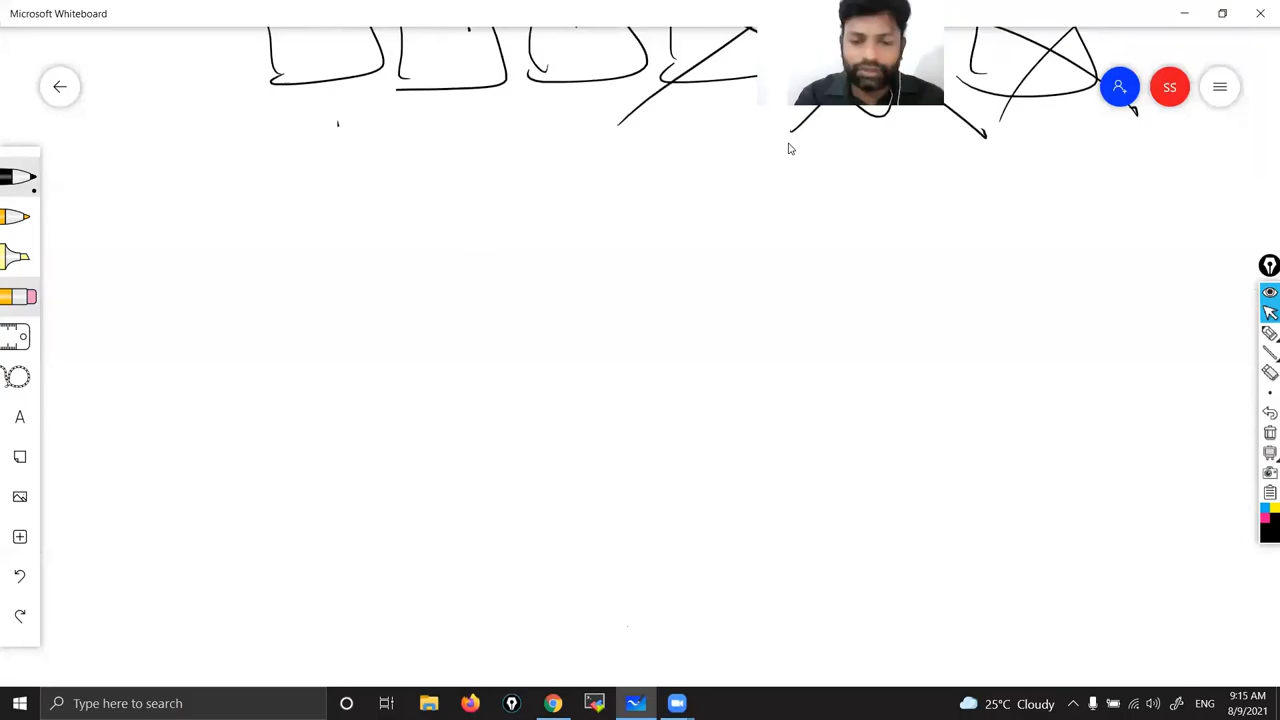 Microsoft Whiteboard
SS
A
Type here to search
25°C Cloudy
ENG
9:15 AM
8/9/2021